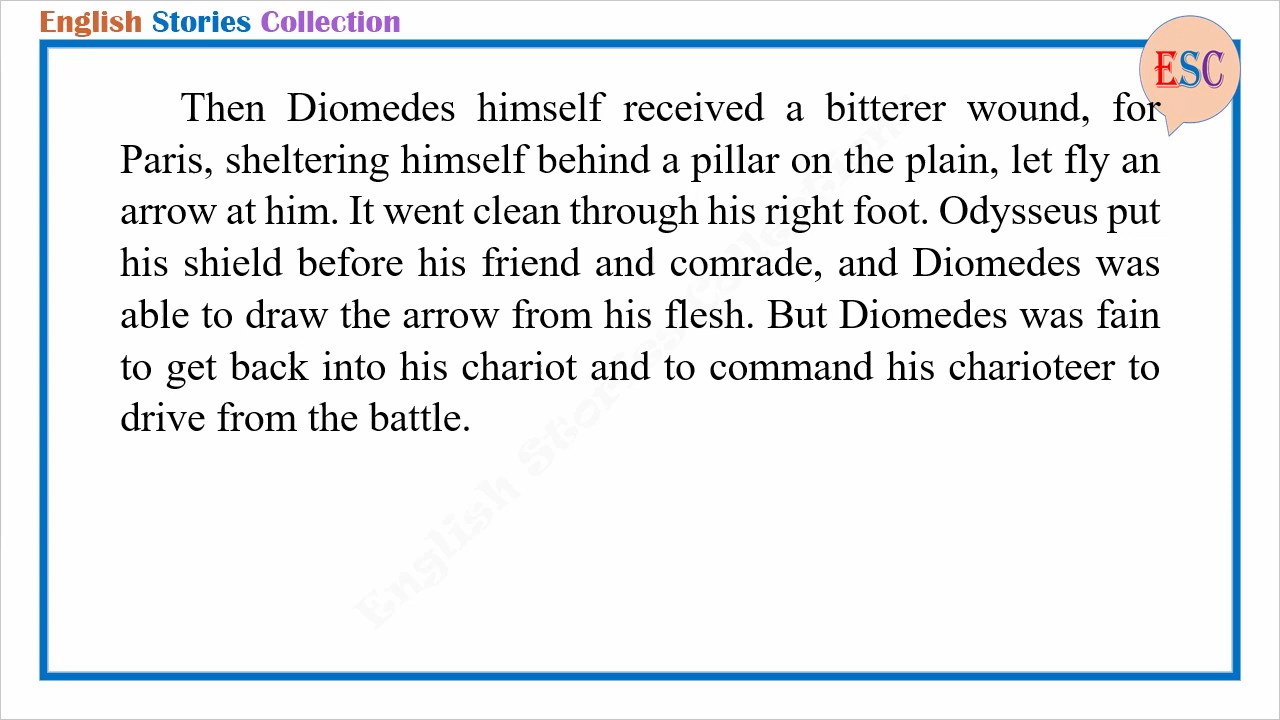 English Stories Collection
ESC
Then Diomedes himself received a bitterer wound, for
Paris, sheltering himself behind a pillar on the plain, let fly an
arrow at him. It went clean through his right foot. Odysseus put
his shield before his friend and comrade, and Diomedes was
able to draw the arrow from his flesh. But Diomedes was fain
to get back into his chariot and to command his charioteer to
drive from the battle.
English Stories Collection